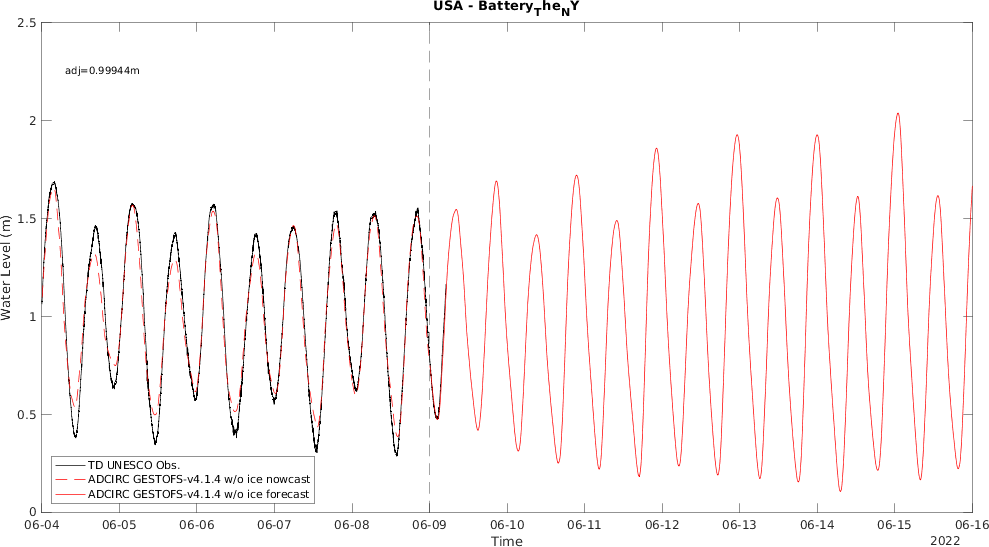 USA - BatteryTheNY
2.5
adj=0.99944m
2
1.5
Water Level (m)
1
0.5
TD UNESCO Obs.
ADCIRC GESTOFS-v4.1.4 w/o ice nowcast
ADCIRC GESTOFS-v4.1.4 w/o ice forecast
0
06-04 06-05 06-06 06-07 06-08 06-09 06-10 06-11 06-12 06-13 06-14 06-15 06-16
Time
2022